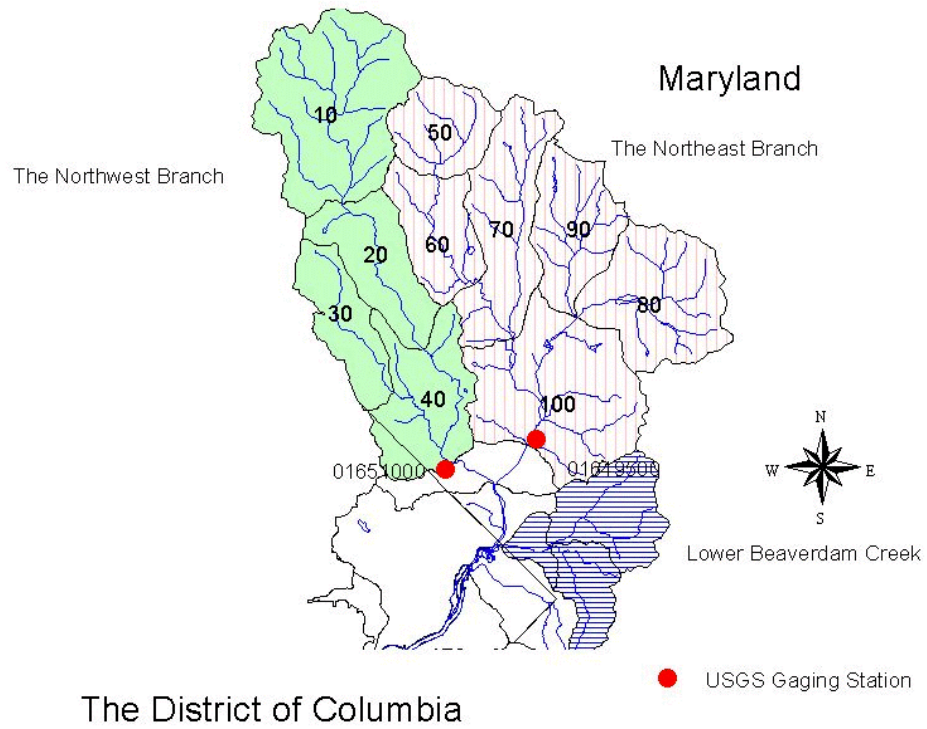 Maryland
10
50
The Northeast Branch
The Northwest Branch
70
90
60
20
80
30
40
100
N
W
E
S
01651000
01649500
Lower Beaverdam Creek
USGS Gaging Station
The District of Columbia